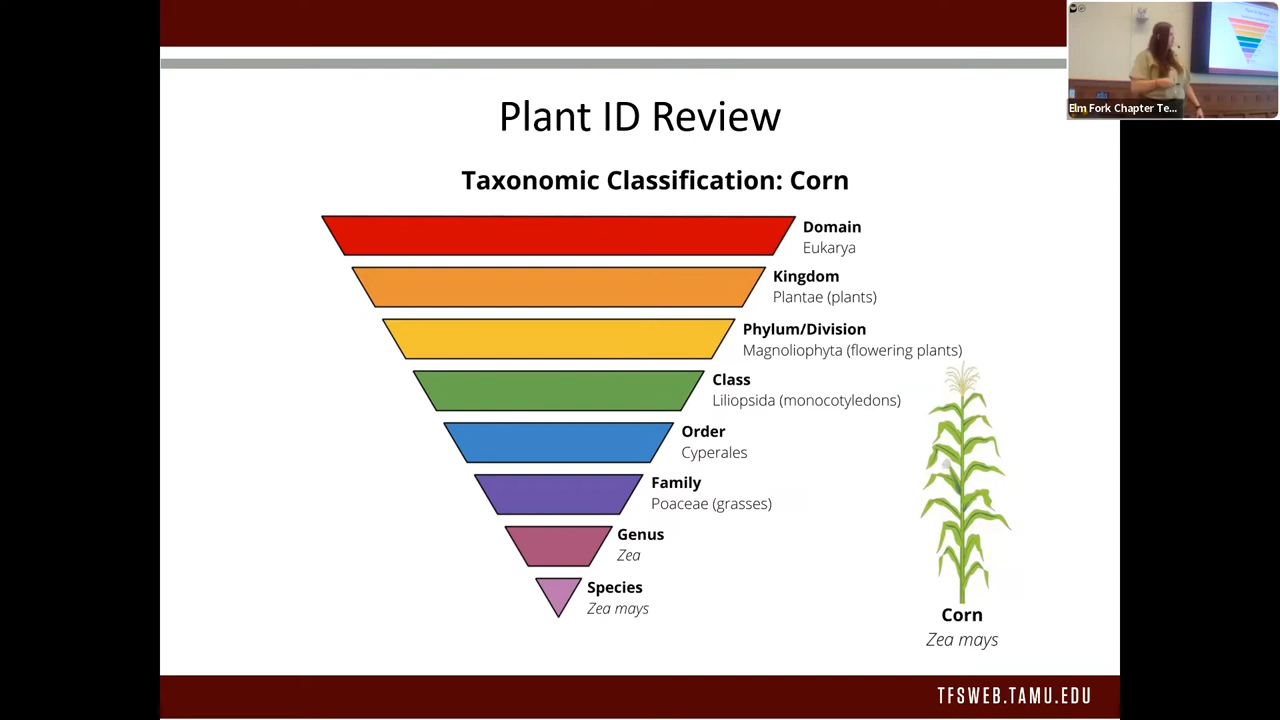 Elm Fork Chapter Te...
Plant ID Review
Taxonomic Classification: Corn
Domain
Eukarya
Kingdom
Plantae (plants)
Phylum/Division
Magnoliophyta (flowering plants)
Class
Liliopsida (monocotyledons)
Order
Cyperales
Family
Poaceae (grasses)
Genus
Zea
Species
Zea mays
Corn
Zea mays
TFSWEB.TAMU.EDU